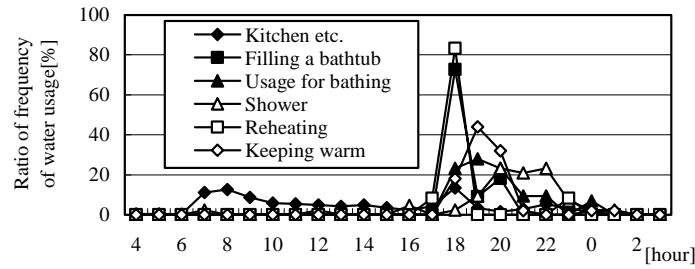 Ratio of frequency
of water usage[%]
100
80
60
40
20
0
Kitchen etc.
Filling a bathtub
Usage for bathing
Shower
Reheating
Keeping warm
4 6 8 10 12 14 16 18 20 22 0 2 [hour]